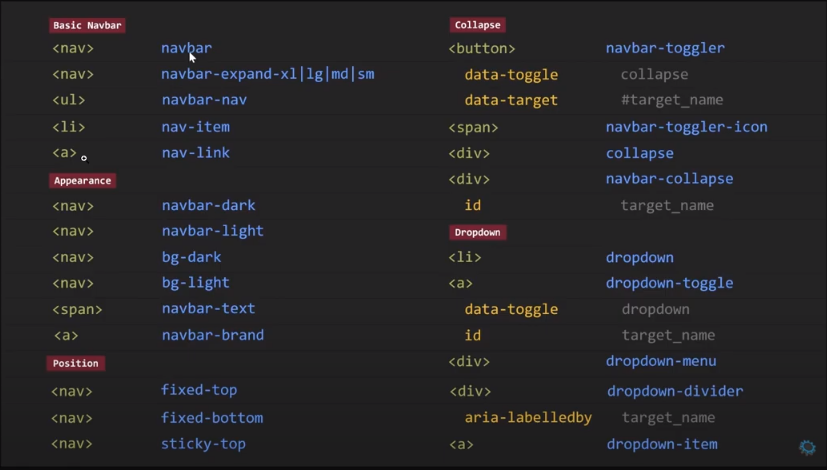 Basic Navbar
<nav> navbar
<nav> navbar-expand-xl|lg|md|sm
<ul> navbar-nav
<li> nav-item
<a> nav-link
Appearance
<nav> navbar-dark
<nav> navbar-light
<nav> bg-dark
<nav> bg-light
<span> navbar-text
<a> navbar-brand
Position
<nav> fixed-top
<nav> fixed-bottom
<nav> sticky-top
Collapse
<button> navbar-toggler
data-toggle collapse
data-target #target_name
<span> navbar-toggler-icon
<div> collapse
<div> navbar-collapse
id target_name
Dropdown
<li> dropdown
<a> dropdown-toggle
data-toggle dropdown
id target_name
<div> dropdown-menu
<div> dropdown-divider
aria-labelledby target_name
<a> dropdown-item